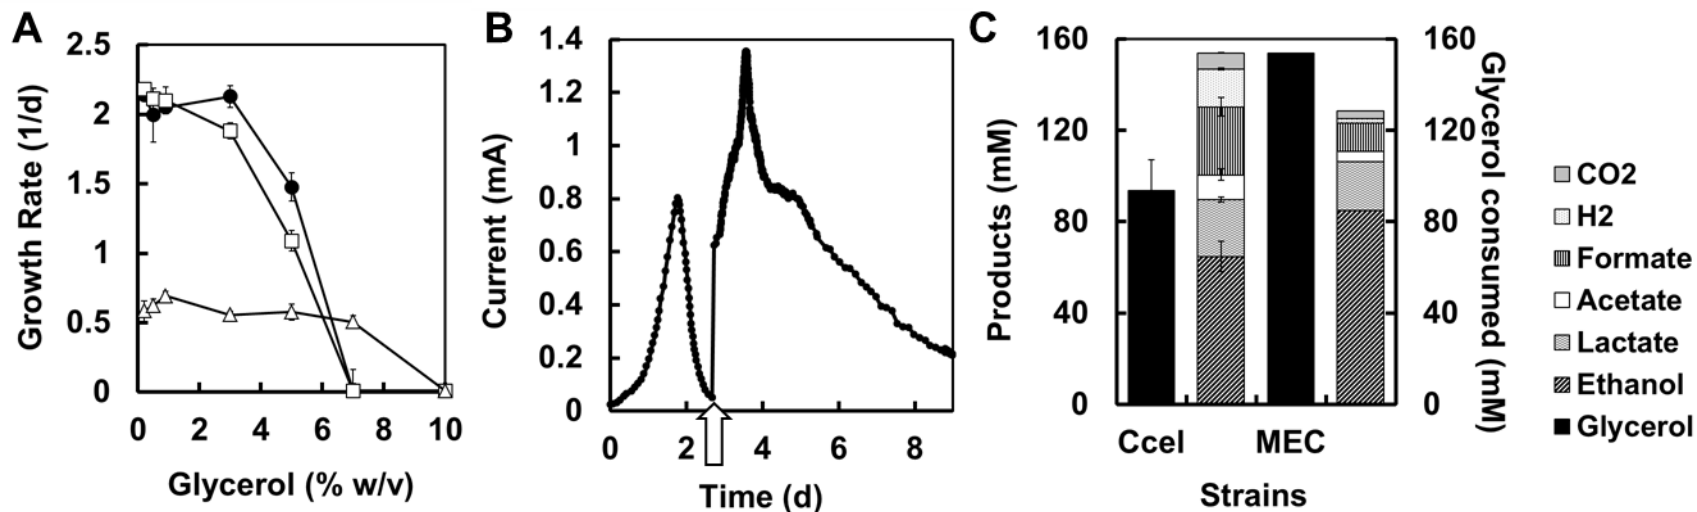 A
Growth Rate (1/d)
2.5
2
1.5
1
0.5
0
0 2 4 6 8 10
Glycerol (% w/v)
B
Current (mA)
1.4
1.2
1
0.8
0.6
0.4
0.2
0
0 2 4 6 8
Time (d)
C
Products (mM)
160
120
80
40
0
160
120
80
40
0
Glycerol consumed (mM)
Ccel MEC
Strains
CO2
H2
Formate
Acetate
Lactate
Ethanol
Glycerol